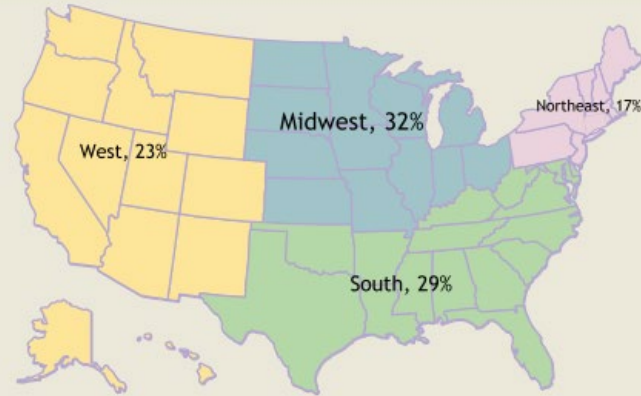 Northeast, 17%
Midwest, 32%
West, 23%
South, 29%